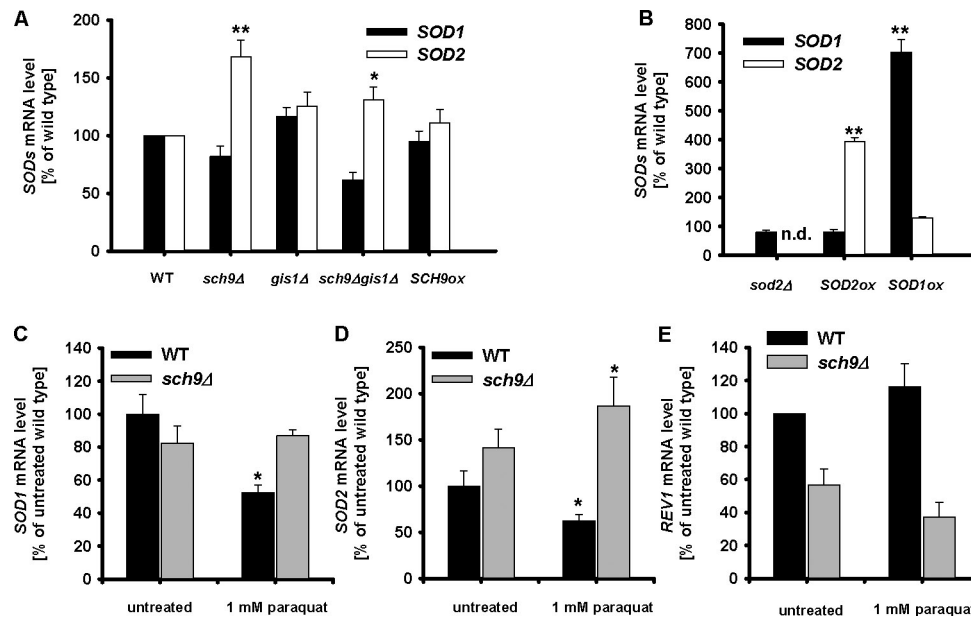 A
SODs mRNA level
[% of wild type]
200
150
100
50
0
SOD1
SOD2
**
*
WT
sch9Δ
gis1Δ
sch9Δgis1Δ
SCH9ox
B
SODs mRNA level
[% of wild type]
800
700
600
500
400
300
200
100
0
SOD1
SOD2
n.d.
**
**
sod2Δ
SOD2ox
SOD1ox
C
SOD1 mRNA level
[% of untreated wild type]
140
120
100
80
60
40
20
0
WT
sch9Δ
*
untreated
1 mM paraquat
D
SOD2 mRNA level
[% of untreated wild type]
250
200
150
100
50
0
WT
sch9Δ
*
*
untreated
1 mM paraquat
E
REV1 mRNA level
[% of untreated wild type]
140
120
100
80
60
40
20
0
WT
sch9Δ
untreated
1 mM paraquat